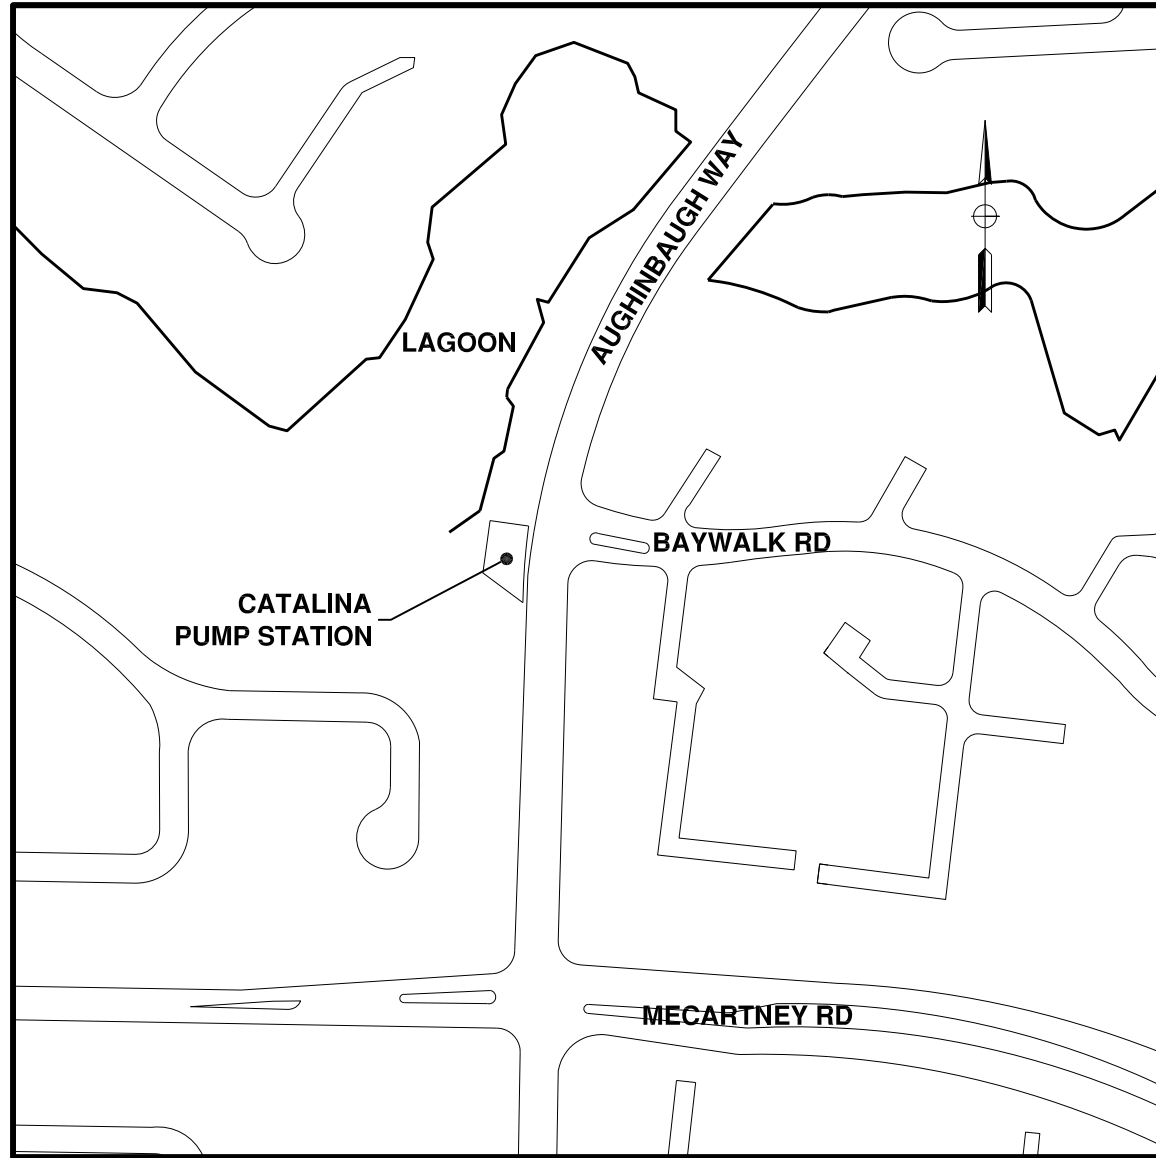 AUGHINBAUGH WAY
LAGOON
BAYWALK RD
CATALINA
PUMP STATION
MECARTNEY RD